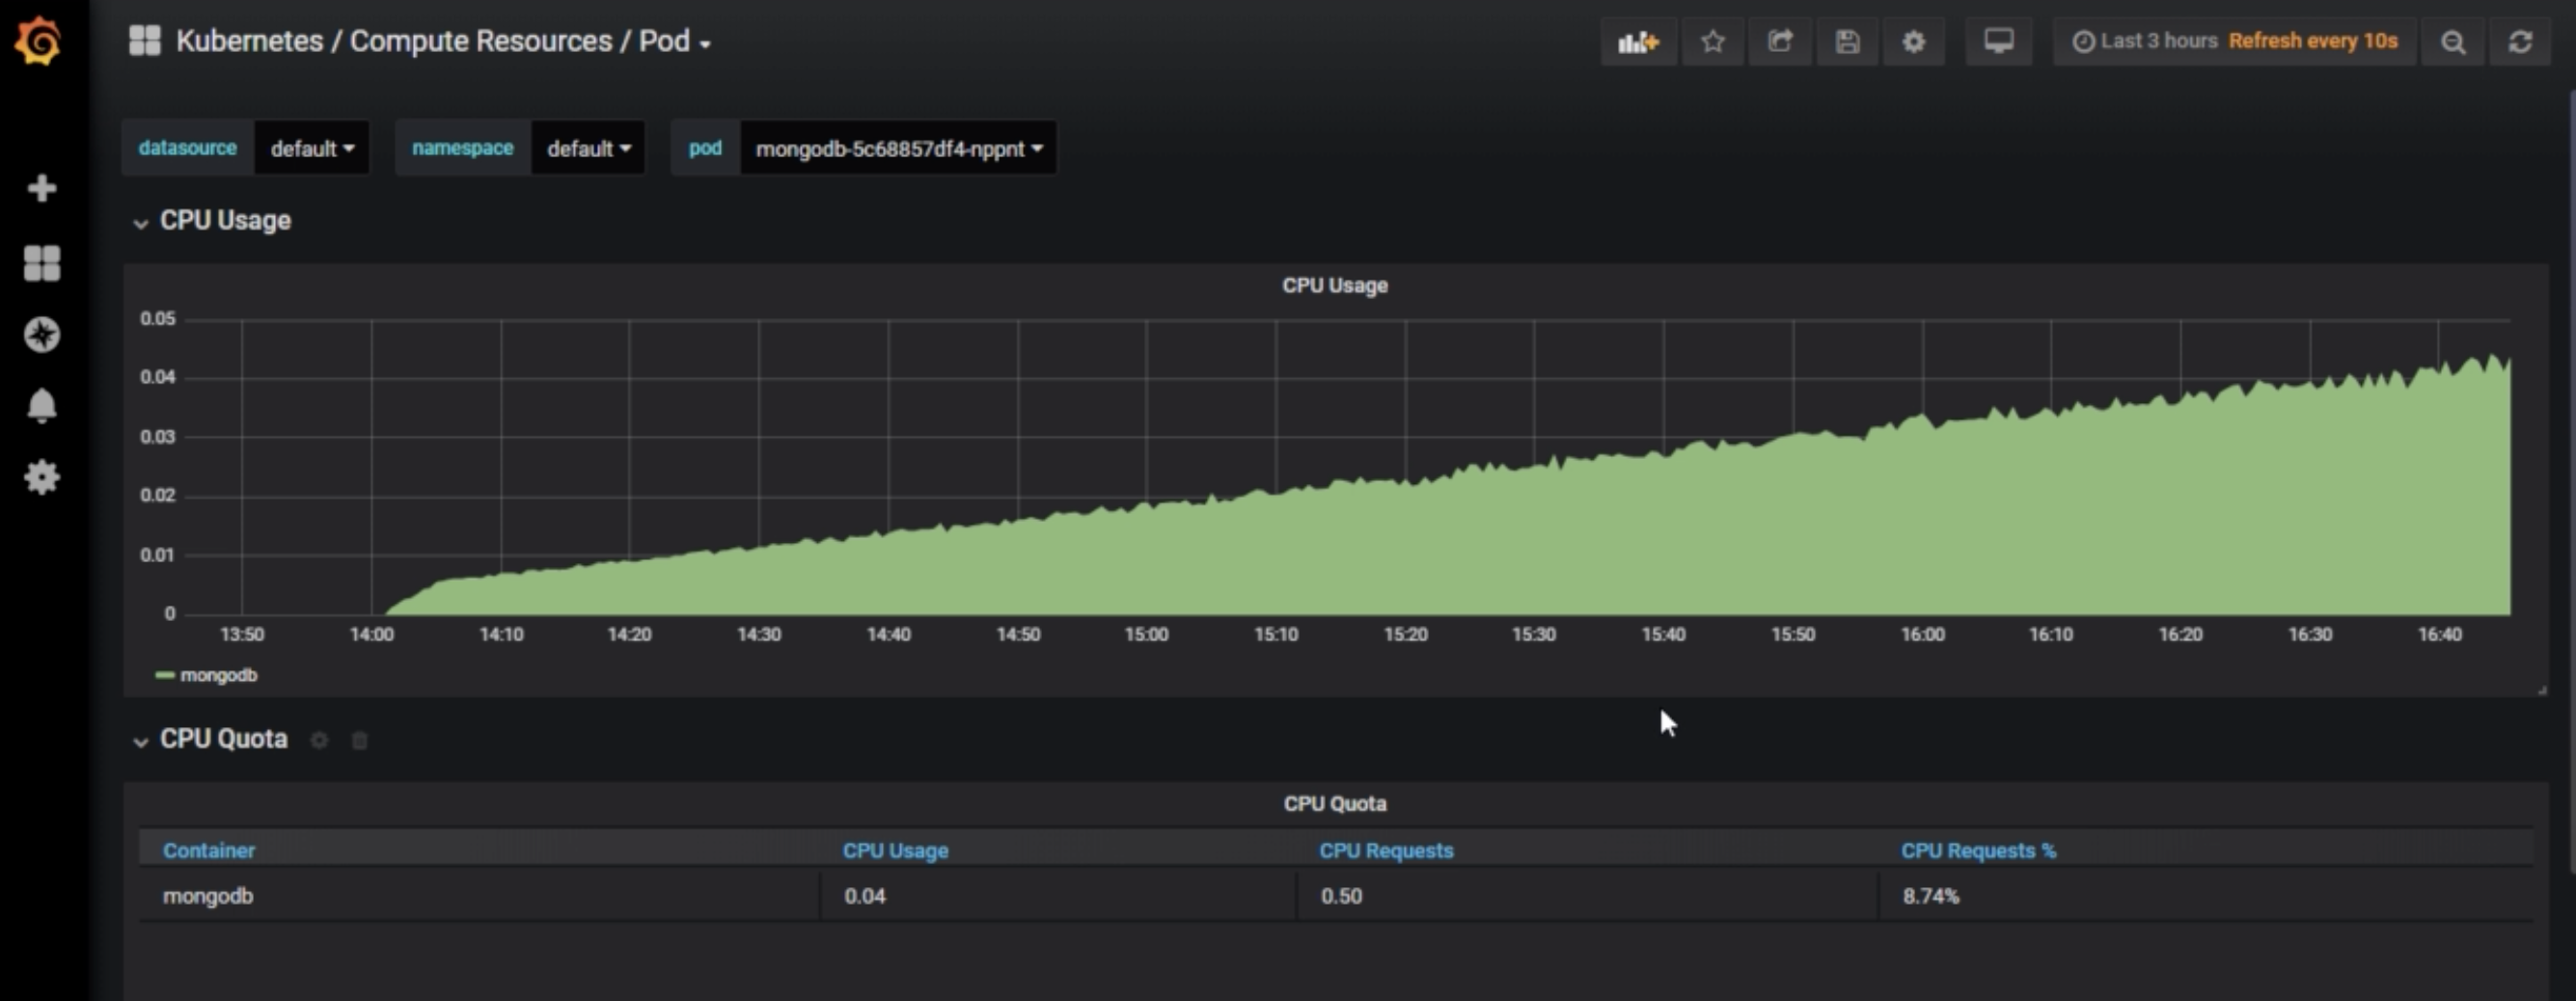 Kubernetes / Compute Resources / Pod
Last 3 hours Refresh every 10s
datasource default namespace default pod mongodb-5c68857df4-nppnt
CPU Usage
CPU Usage
0.05
0.04
0.03
0.02
0.01
0
13:50 14:00 14:10 14:20 14:30 14:40 14:50 15:00 15:10 15:20 15:30 15:40 15:50 16:00 16:10 16:20 16:30 16:40
mongodb
CPU Quota
CPU Quota
Container CPU Usage CPU Requests CPU Requests %
mongodb 0.04 0.50 8.74%